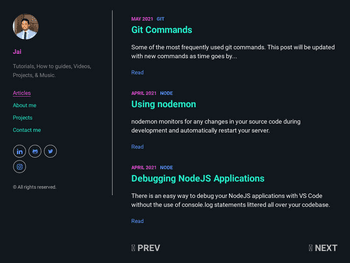 Jai
Tutorials, How to guides, Videos,
Projects, & Music.
Articles
About me
Projects
Contact me
© All rights reserved.
MAY 2021 GIT
Git Commands
Some of the most frequently used git commands. This post will be updated
with new commands as time goes by...
Read
APRIL 2021 NODE
Using nodemon
nodemon monitors for any changes in your source code during
development and automatically restart your server.
Read
APRIL 2021 NODE
Debugging NodeJS Applications
There is an easy way to debug your NodeJS applications with VS Code
without the use of console.log statements littered all over your codebase.
Read
PREV
NEXT